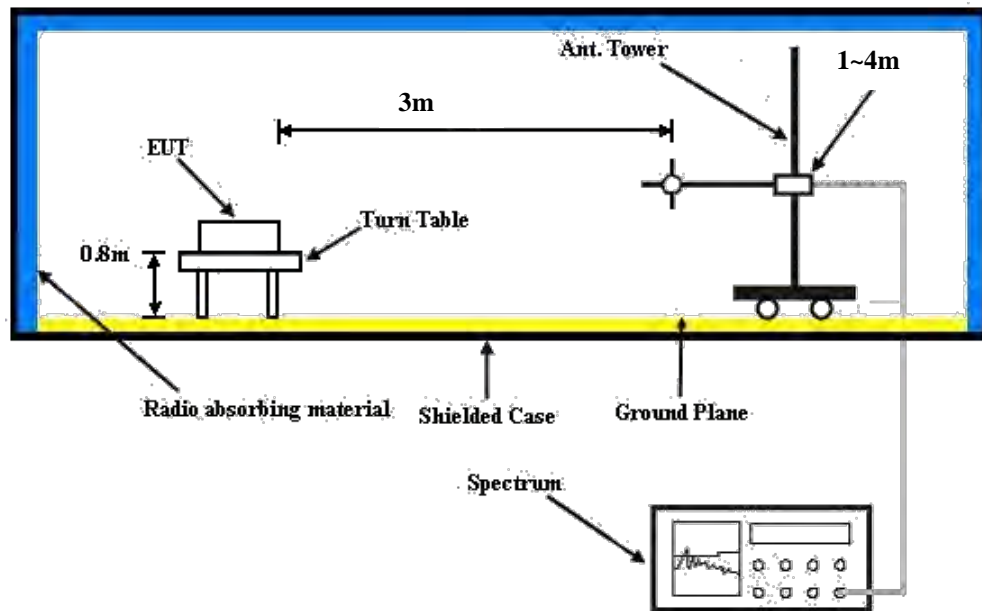 Ant. Tower
1~4m
3m
EUT
Turn Table
0.8m
Radio absorbing material
Shielded Case
Ground Plane
Spectrum